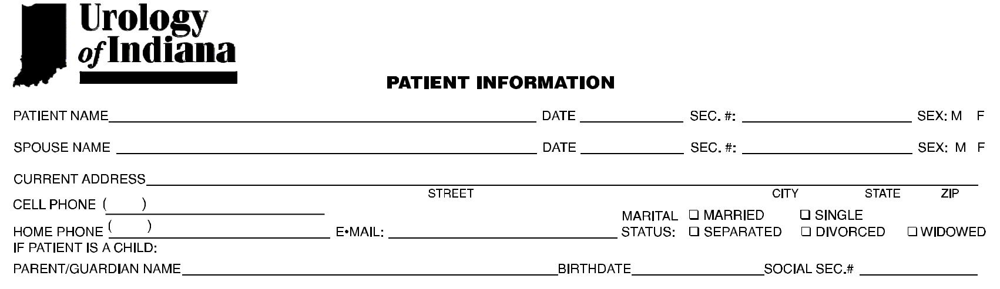 Urology
of Indiana
PATIENT INFORMATION
PATIENT NAME DATE SEC. #: SEX: M F
SPOUSE NAME DATE SEC. #: SEX: M F
CURRENT ADDRESS
STREET CITY STATE ZIP
CELL PHONE ( )
MARITAL ❑ MARRIED ❑ SINGLE
HOME PHONE ( ) E•MAIL: STATUS: ❑ SEPARATED ❑ DIVORCED ❑ WIDOWED
IF PATIENT IS A CHILD:
PARENT/GUARDIAN NAME BIRTHDATE SOCIAL SEC.#